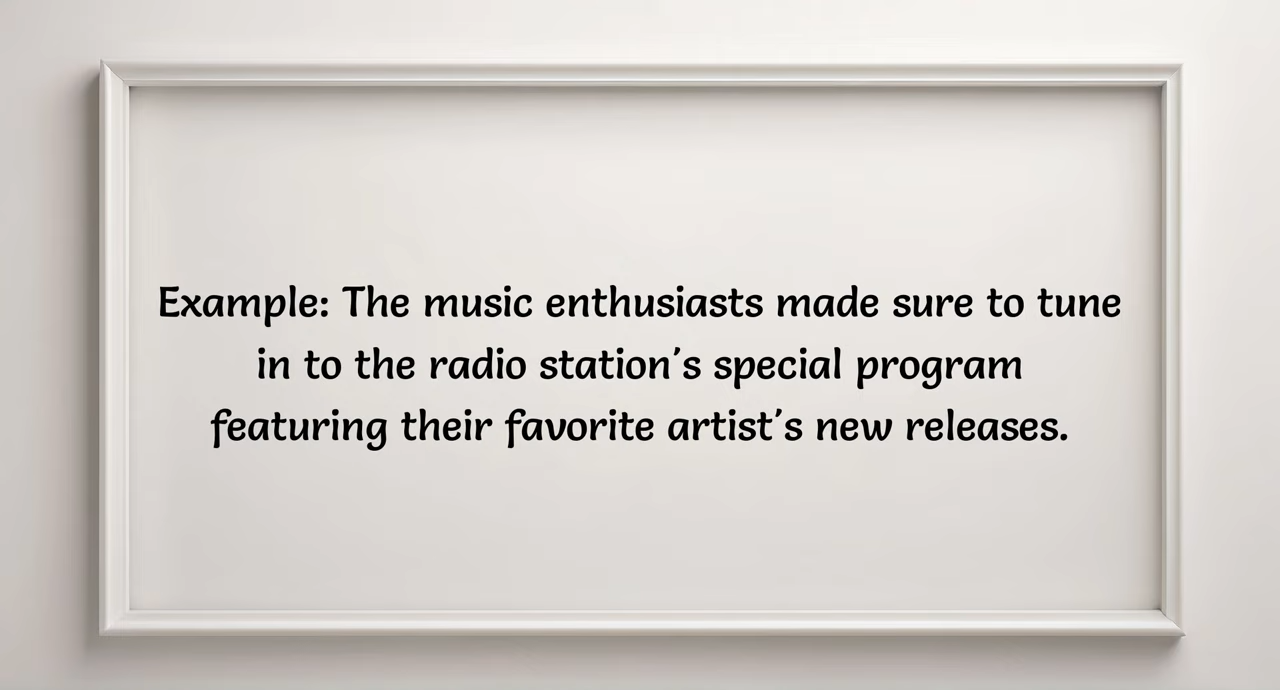 Example: The music enthusiasts made sure to tune
in to the radio station's special program
featuring their favorite artist's new releases.